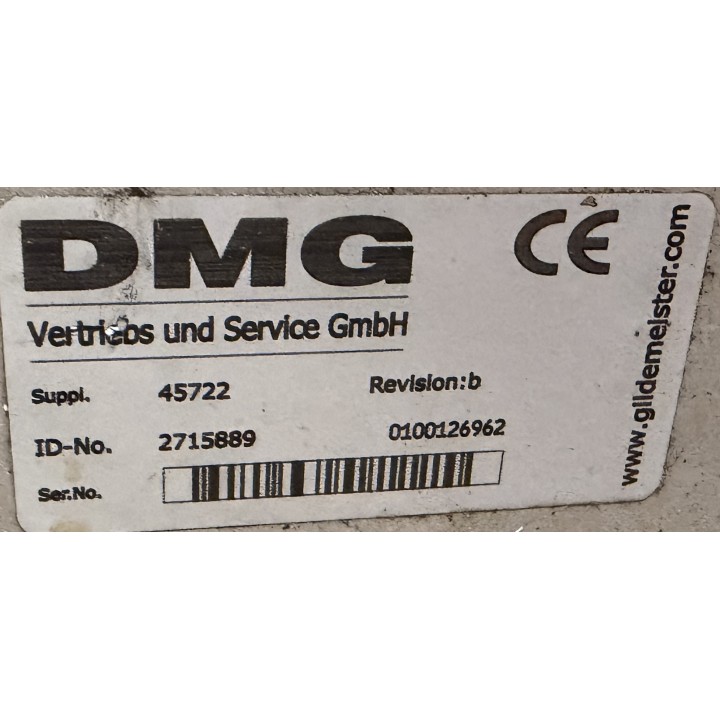 DMG
CE
Vertriebs und Service GmbH
Suppl. 45722 Revision:b
ID-No. 2715889 0100126962
Ser.No.
www.gildemeister.com